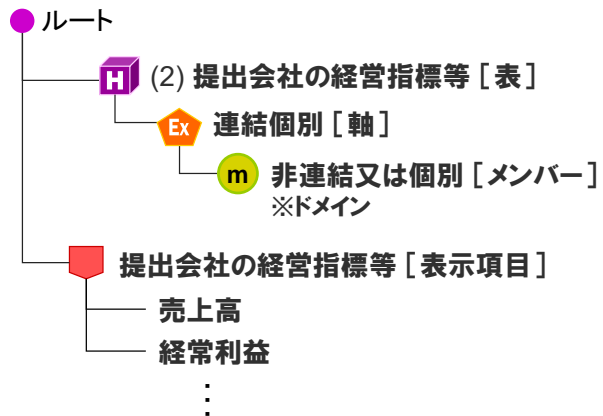 ルート
H (2) 提出会社の経営指標等［表］
Ex 連結個別［軸］
m 非連結又は個別［メンバー］
※ドメイン
提出会社の経営指標等［表示項目］
売上高
経常利益
⋮